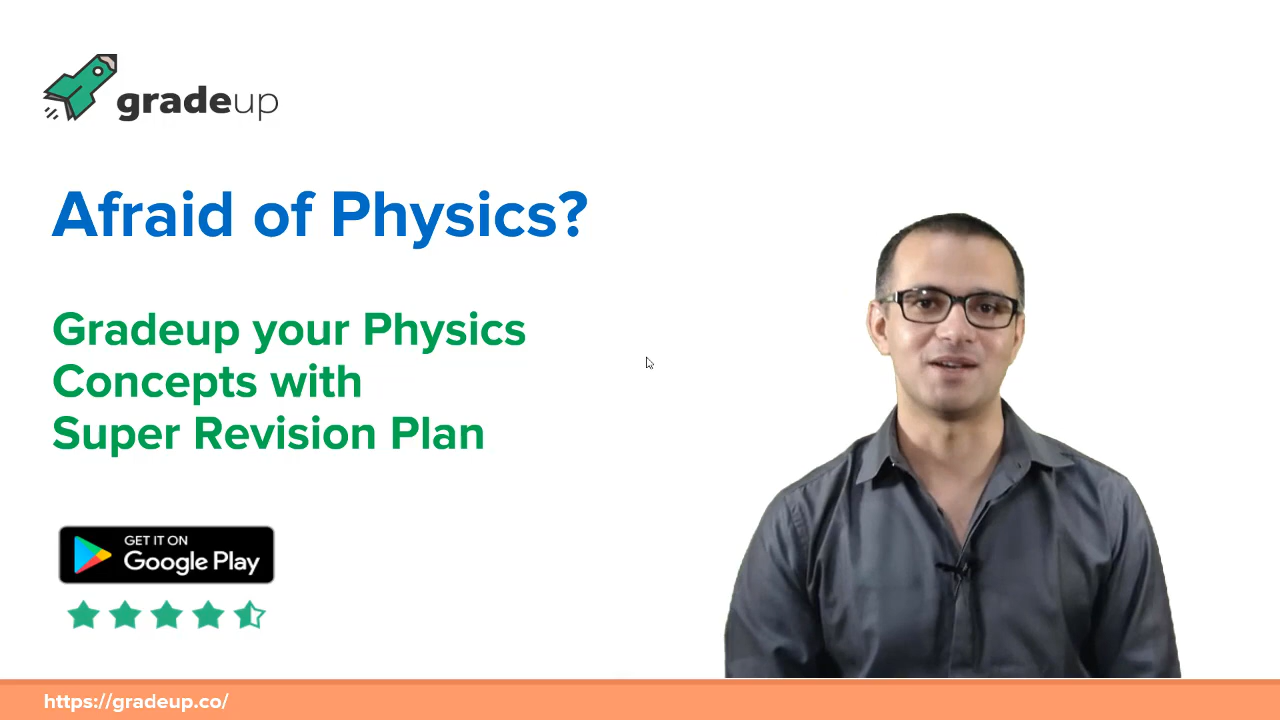 gradeup
Afraid of Physics?
Gradeup your Physics
Concepts with
Super Revision Plan
GET IT ON
Google Play
https://gradeup.co/